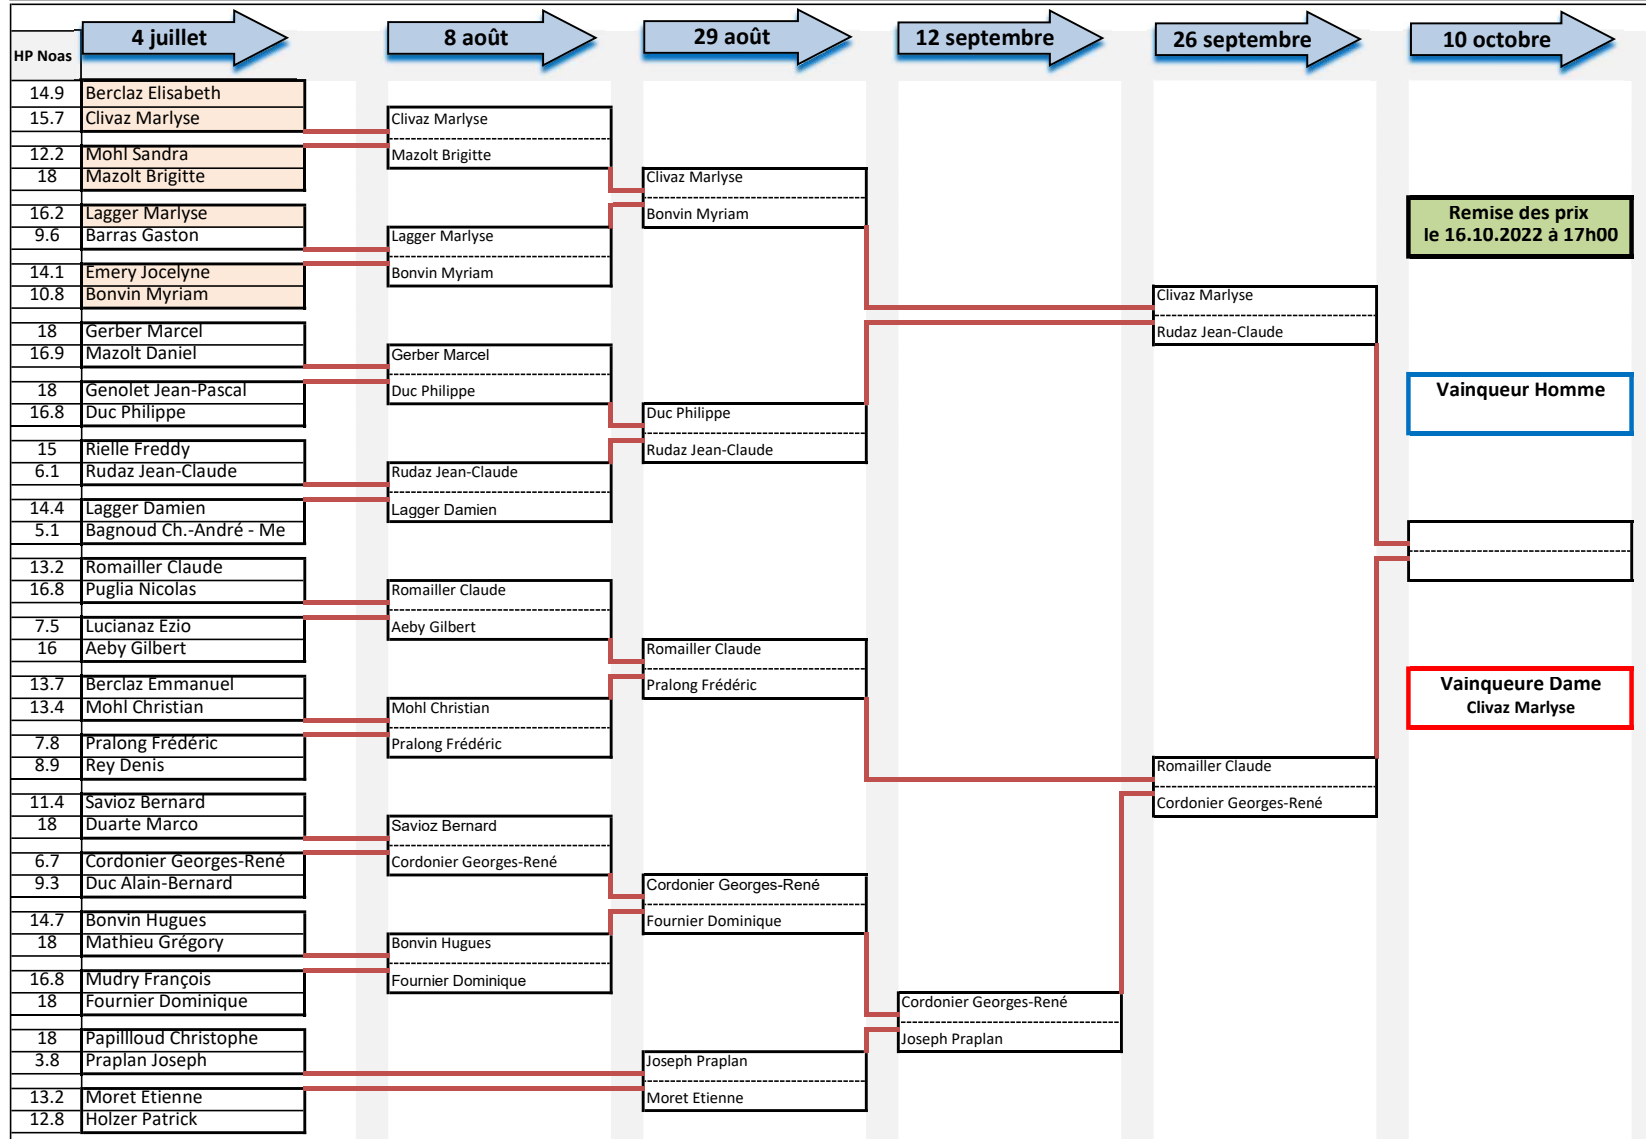 4 juillet
8 août
29 août
12 septembre
26 septembre
10 octobre
HP Noas
14.9 Berclaz Elisabeth
15.7 Clivaz Marlyse
12.2 Mohl Sandra
18 Mazolt Brigitte
16.2 Lagger Marlyse
9.6 Barras Gaston
14.1 Emery Jocelyne
10.8 Bonvin Myriam
18 Gerber Marcel
16.9 Mazolt Daniel
18 Genolet Jean-Pascal
16.8 Duc Philippe
15 Rielle Freddy
6.1 Rudaz Jean-Claude
14.4 Lagger Damien
5.1 Bagnoud Ch.-André - Me
13.2 Romailler Claude
16.8 Puglia Nicolas
7.5 Lucianaz Ezio
16 Aeby Gilbert
13.7 Berclaz Emmanuel
13.4 Mohl Christian
7.8 Pralong Frédéric
8.9 Rey Denis
11.4 Savioz Bernard
18 Duarte Marco
6.7 Cordonier Georges-René
9.3 Duc Alain-Bernard
14.7 Bonvin Hugues
18 Mathieu Grégory
16.8 Mudry François
18 Fournier Dominique
18 Papillloud Christophe
3.8 Praplan Joseph
13.2 Moret Etienne
12.8 Holzer Patrick
Clivaz Marlyse
Mazolt Brigitte
Lagger Marlyse
Bonvin Myriam
Gerber Marcel
Duc Philippe
Rudaz Jean-Claude
Lagger Damien
Romailler Claude
Aeby Gilbert
Mohl Christian
Pralong Frédéric
Savioz Bernard
Cordonier Georges-René
Bonvin Hugues
Fournier Dominique
Clivaz Marlyse
Bonvin Myriam
Duc Philippe
Rudaz Jean-Claude
Romailler Claude
Pralong Frédéric
Cordonier Georges-René
Fournier Dominique
Joseph Praplan
Moret Etienne
Cordonier Georges-René
Joseph Praplan
Clivaz Marlyse
Rudaz Jean-Claude
Romailler Claude
Cordonier Georges-René
Remise des prix
le 16.10.2022 à 17h00
Vainqueur Homme
Vainqueure Dame
Clivaz Marlyse